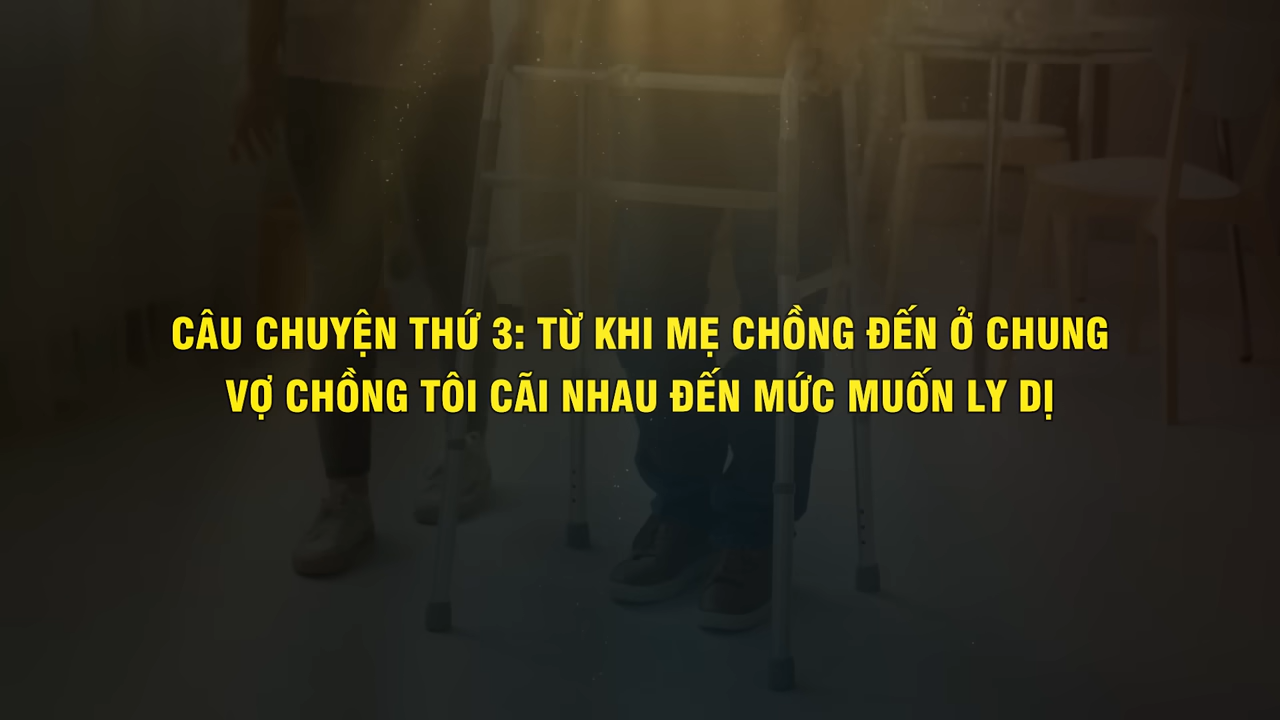 CÂU CHUYỆN THỨ 3: TỪ KHI MẸ CHỒNG ĐẾN Ở CHUNG
VỢ CHỒNG TÔI CÃI NHAU ĐẾN MỨC MUỐN LY DỊ